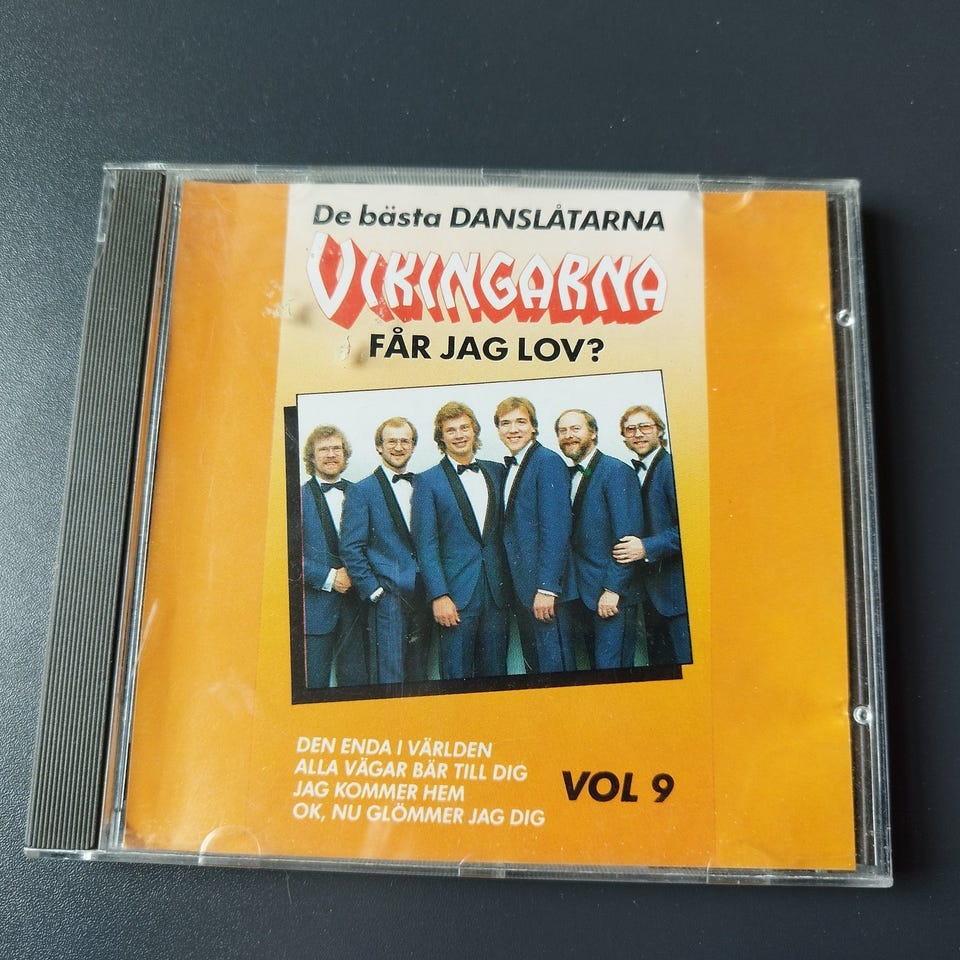 De bästa DANSLÅTARNA
VIKINGARNA
FÅR JAG LOV?
DEN ENDA I VÄRLDEN
ALLA VÄGAR BÄR TILL DIG
JAG KOMMER HEM
OK, NU GLÖMMER JAG DIG
VOL 9